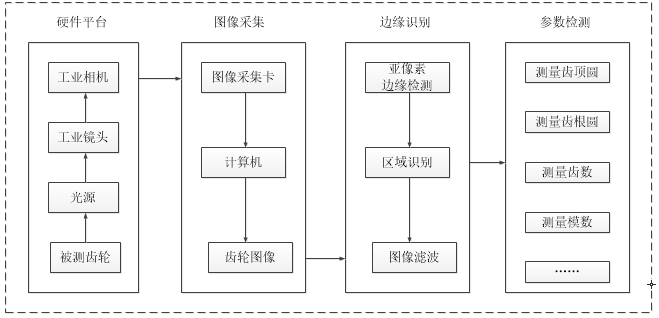 硬件平台
图像采集
边缘识别
参数检测
工业相机
工业镜头
光源
被测齿轮
图像采集卡
计算机
齿轮图像
亚像素
边缘检测
区域识别
图像滤波
测量齿项圆
测量齿根圆
测量齿数
测量模数
……